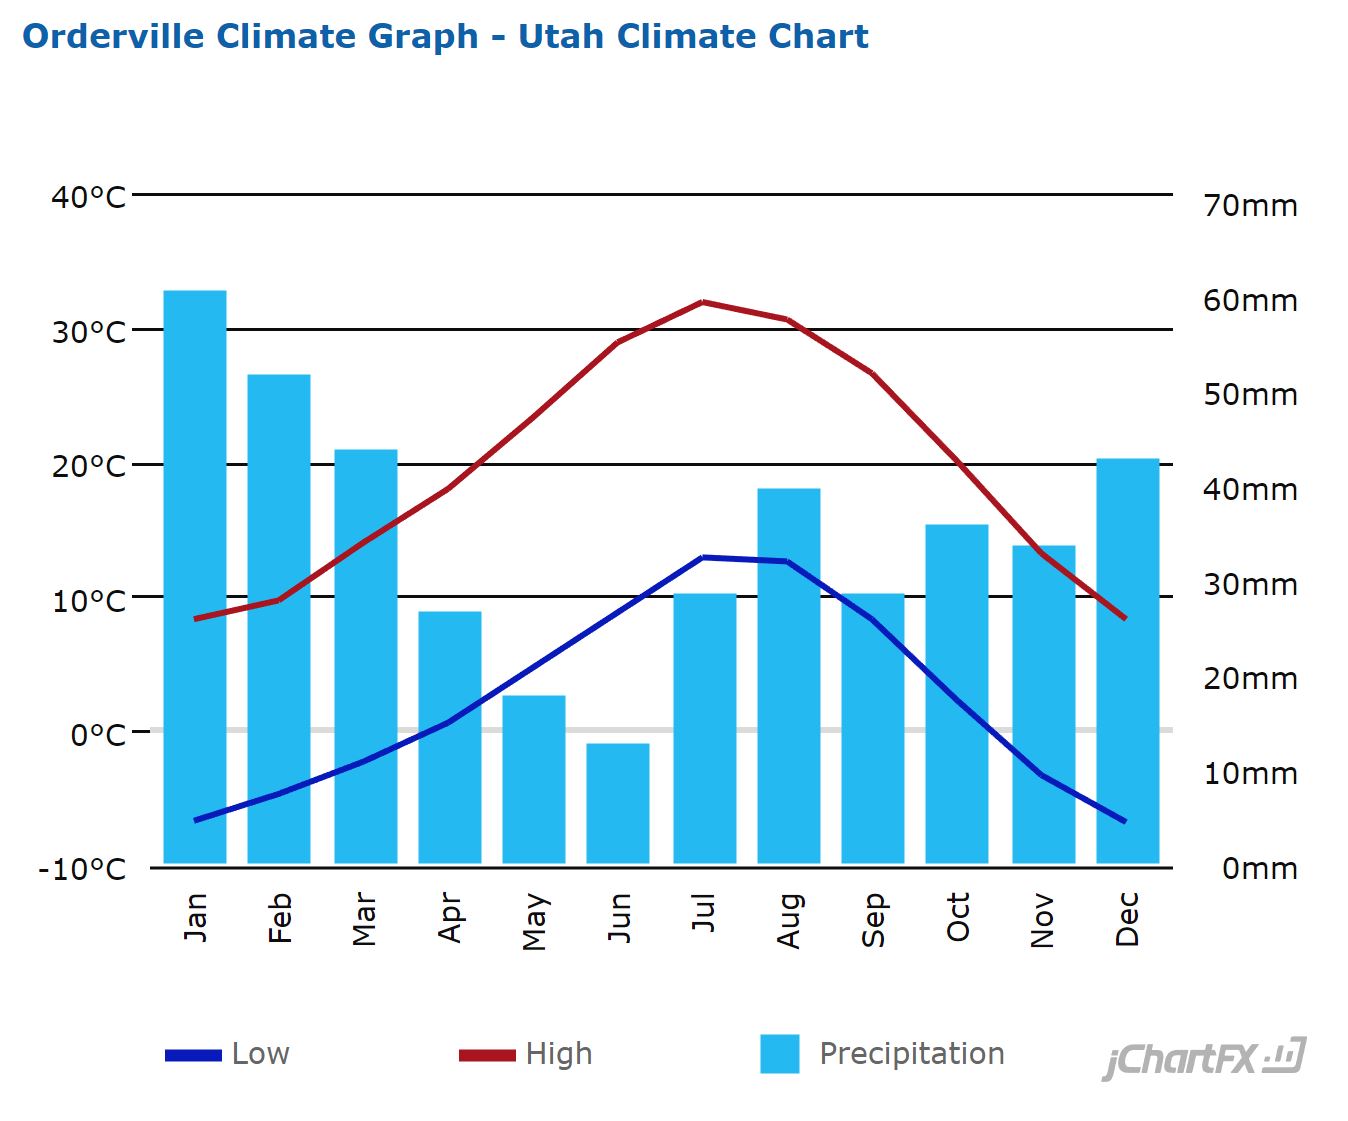 Orderville Climate Graph - Utah Climate Chart
40°C
30°C
20°C
10°C
0°C
-10°C
70mm
60mm
50mm
40mm
30mm
20mm
10mm
0mm
Jan
Feb
Mar
Apr
May
Jun
Jul
Aug
Sep
Oct
Nov
Dec
Low
High
Precipitation
jChartFX